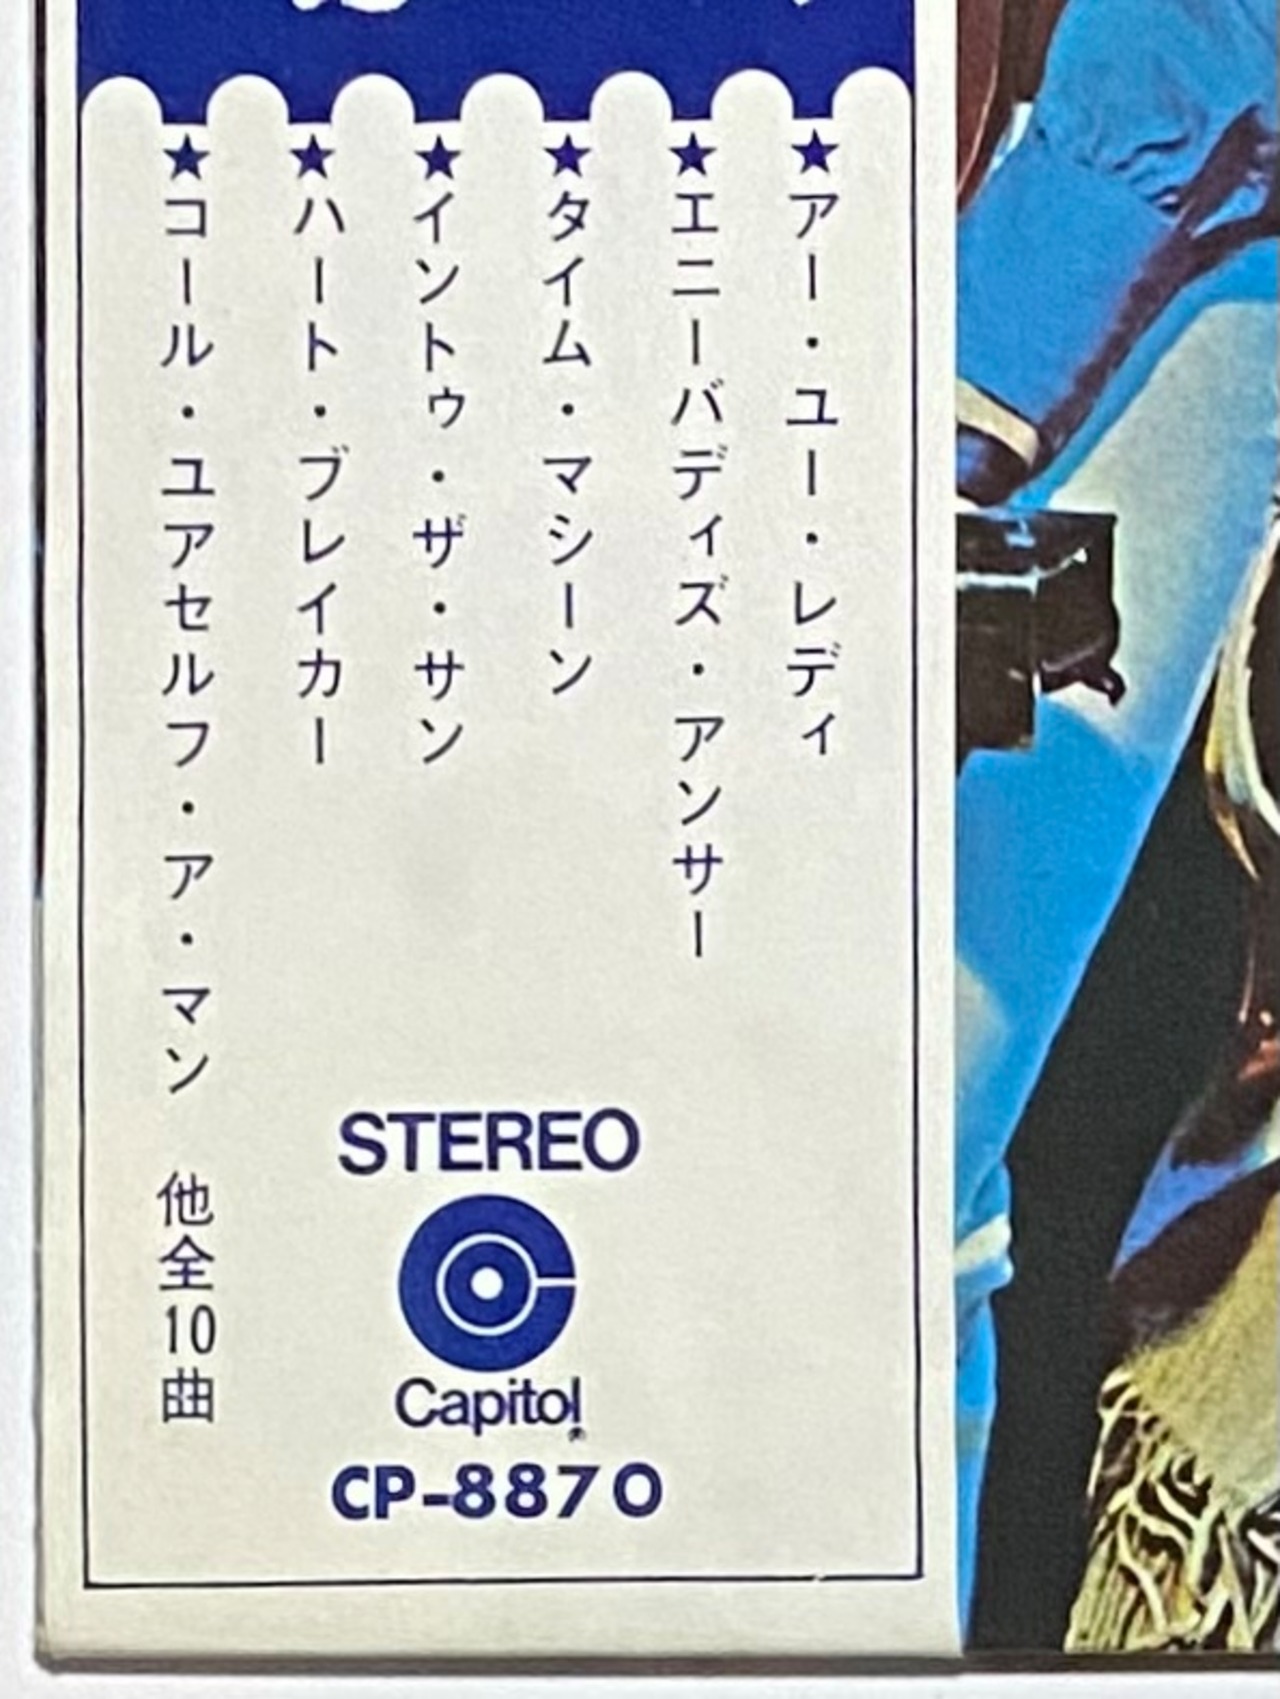 ★アー・ユー・レディ
★エニーバディズ・アンサー
★タイム・マシーン
★イントゥ・ザ・サン
★ハート・ブレイカー
★コール・ユアセルフ・ア・マン 他全10曲
STEREO
Capitol®
CP-8870